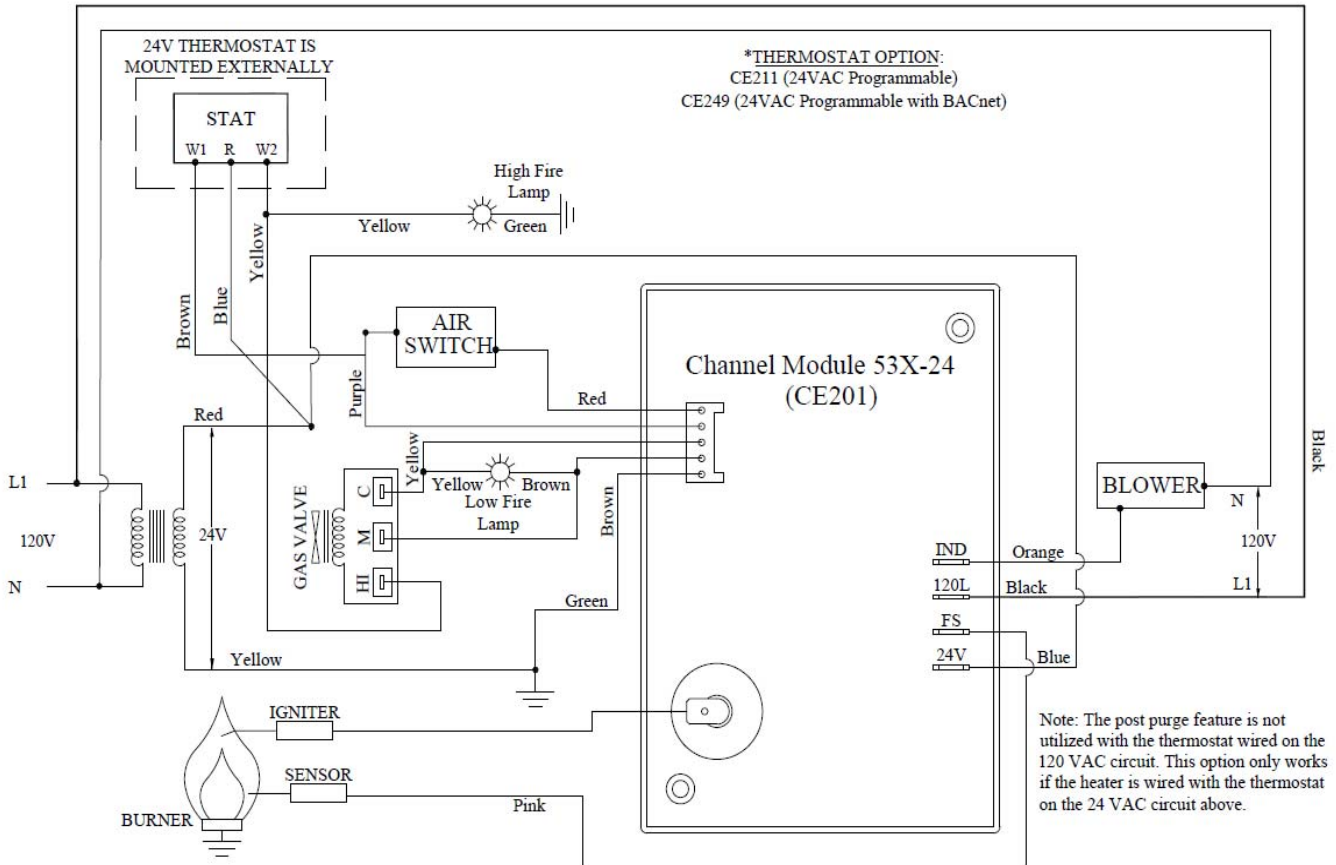 24V THERMOSTAT IS
MOUNTED EXTERNALLY
STAT
W1 R W2
*THERMOSTAT OPTION:
CE211 (24VAC Programmable)
CE249 (24VAC Programmable with BACnet)
High Fire
Lamp
Yellow
Green
Yellow
Blue
Brown
AIR
SWITCH
Purple
Red
Channel Module 53X-24
(CE201)
Red
Yellow
Yellow
Brown
Low Fire
Lamp
Brown
GAS VALVE
C
M
HI
L1
120V
N
24V
Green
Yellow
Black
BLOWER
N
120V
L1
IND
Orange
120L
Black
FS
24V
Blue
IGNITER
SENSOR
Pink
BURNER
Note: The post purge feature is not
utilized with the thermostat wired on the
120 VAC circuit. This option only works
if the heater is wired with the thermostat
on the 24 VAC circuit above.